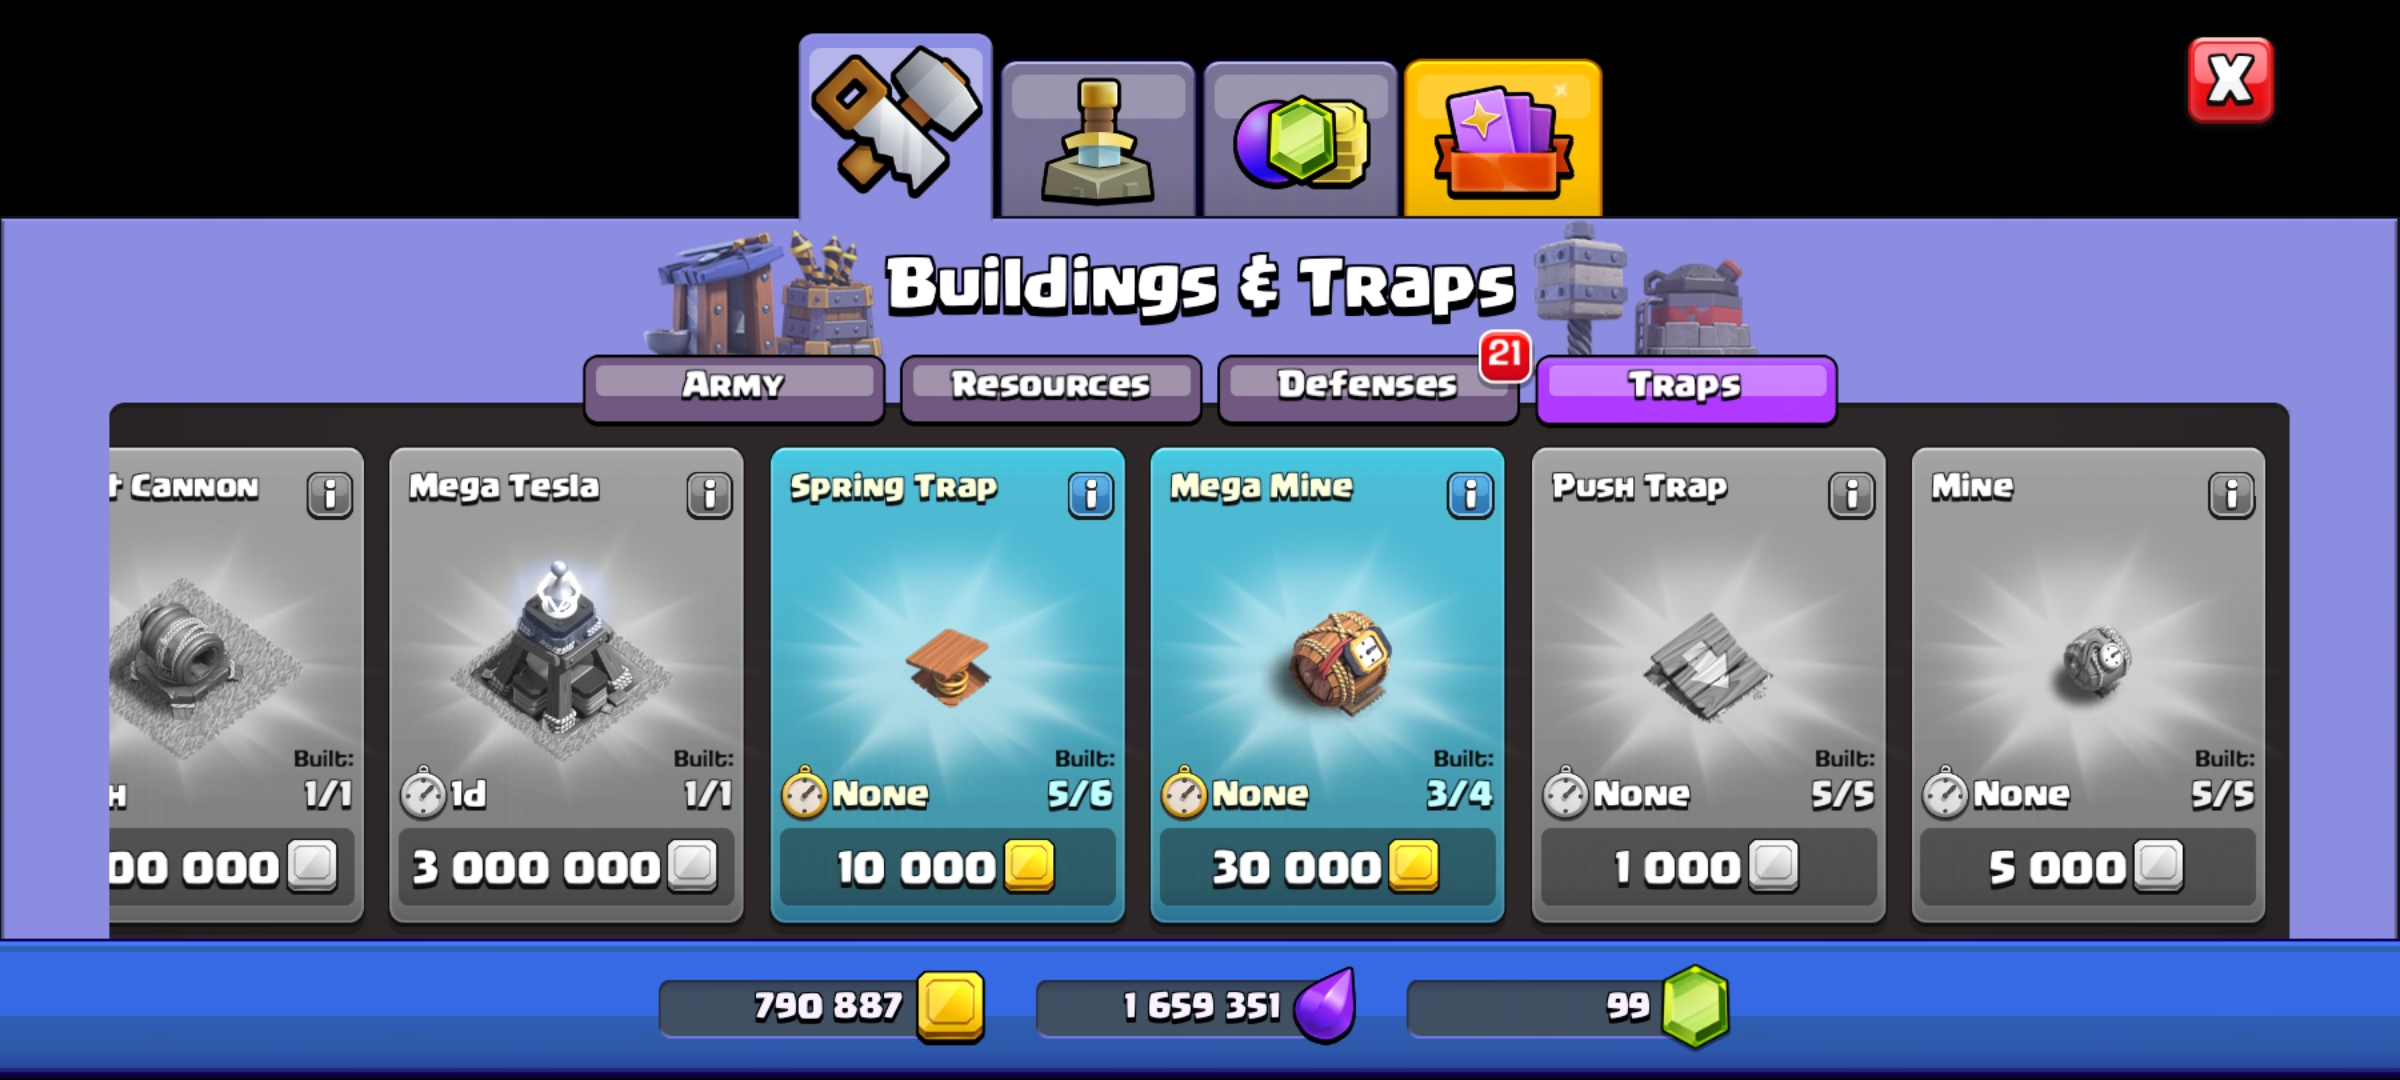 X
Buildings & Traps
Army
Resources
Defenses
21
Traps
Cannon
i
1/1
Built:
00 000
Mega Tesla
i
Built:
1d
1/1
3 000 000
Spring Trap
i
Built:
None
5/6
10 000
Mega Mine
i
Built:
None
3/4
30 000
Push Trap
i
Built:
None
5/5
1 000
Mine
i
Built:
None
5/5
5 000
790 887
1 659 351
99